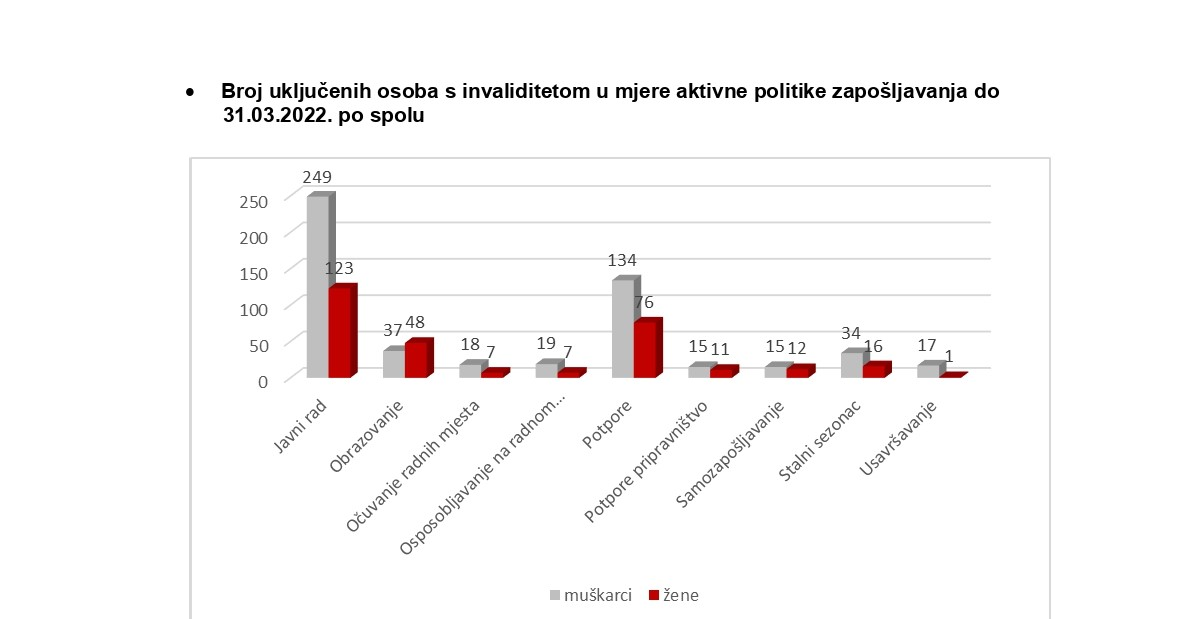 • Broj uključenih osoba s invaliditetom u mjere aktivne politike zapošljavanja do
31.03.2022. po spolu
249
250
200
150
100
50
0
123
37 48
18 7
19 7
134
76
15 11
15 12
34 16
17 1
Javni rad
Obrazovanje
Očuvanje radnih mjesta
Osposobljavanje na radnom...
Potpore
Potpore pripravništvo
Samozapošljavanje
Stalni sezonac
Usavršavanje
muškarci žene